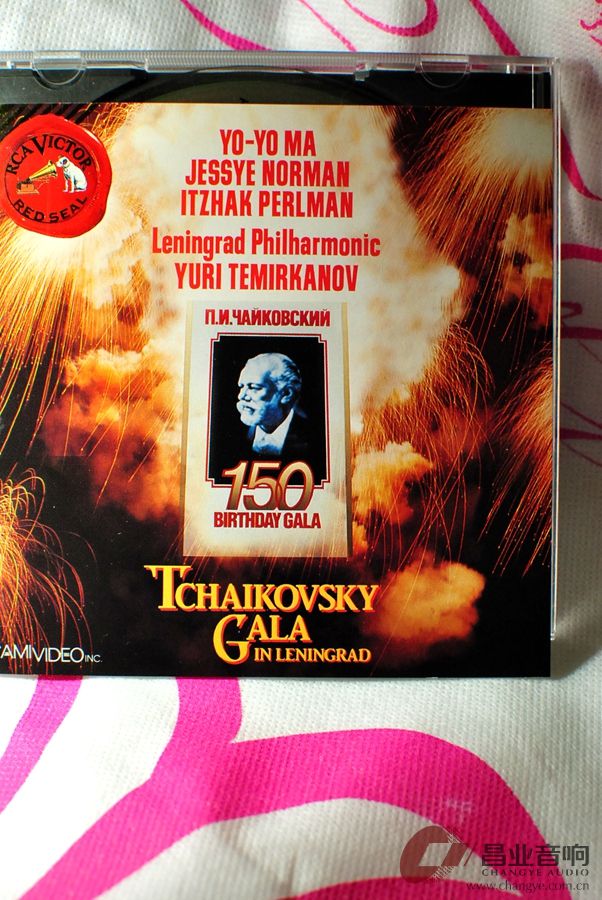 RCA VICTOR
RED SEAL
YO-YO MA
JESSYE NORMAN
ITZHAK PERLMAN
Leningrad Philharmonic
YURI TEMIRKANOV
П.И.ЧАЙКОВСКИЙ
150
BIRTHDAY GALA
TCHAIKOVSKY
GALA
IN LENINGRAD
AMIVIDEO INC.
昌业音响
CHANGYE AUDIO
www.changye.com.cn